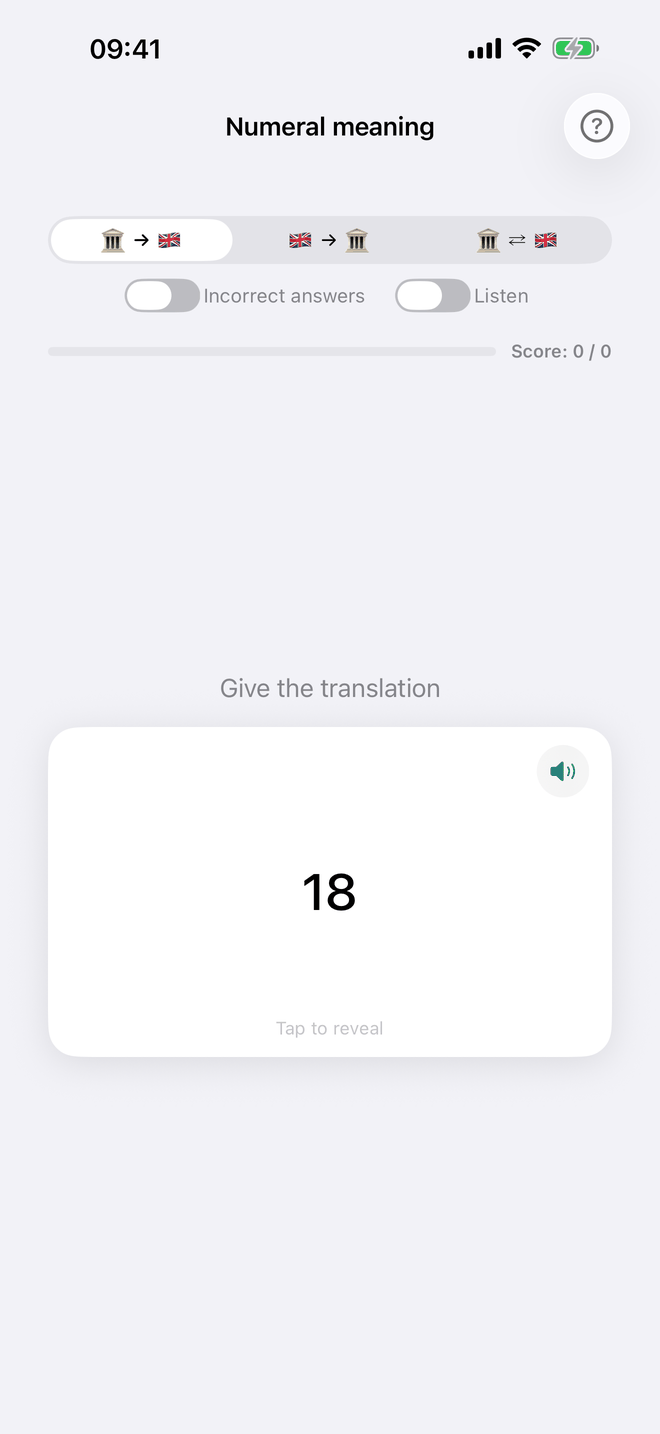 09:41
Numeral meaning
🏛️ → 🇬🇧
🇬🇧 → 🏛️
🏛️ ⇄ 🇬🇧
Incorrect answers
Listen
Score: 0 / 0
Give the translation
18
Tap to reveal